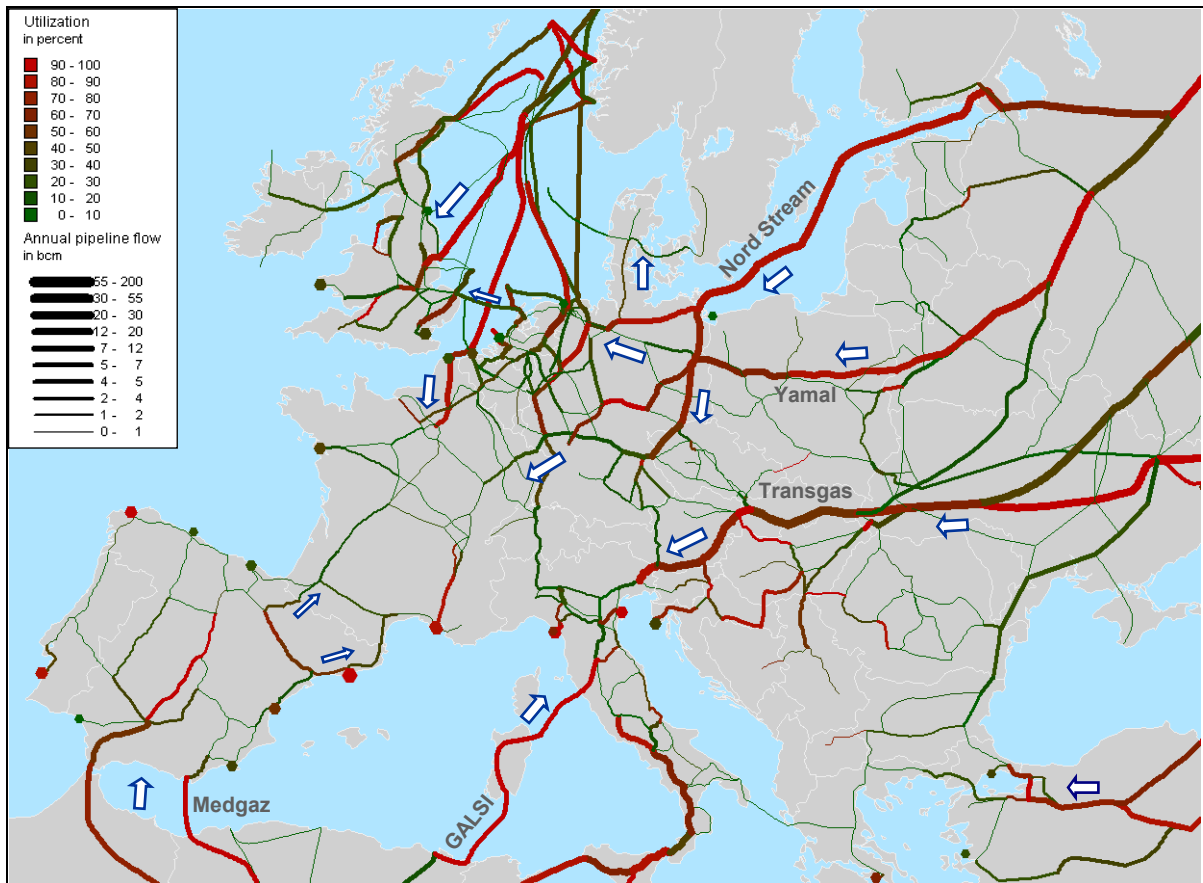 Utilization
in percent
90 - 100
80 - 90
70 - 80
60 - 70
50 - 60
40 - 50
30 - 40
20 - 30
10 - 20
0 - 10
Annual pipeline flow
in bcm
55 - 200
30 - 55
20 - 30
12 - 20
7 - 12
5 - 7
4 - 5
2 - 4
1 - 2
0 - 1
Nord Stream
Yamal
Transgas
Medgaz
GALSI